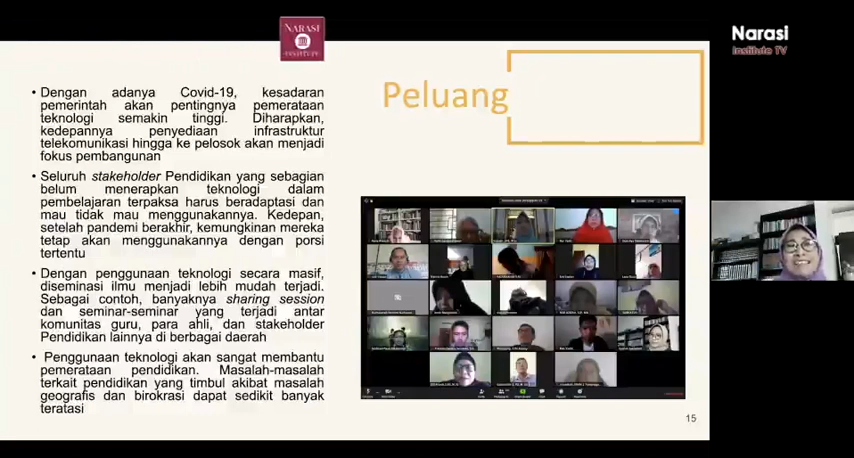 NARASI
INSTITUTE
Narasi
Institute TV
Peluang
• Dengan adanya Covid-19, kesadaran
pemerintah akan pentingnya pemerataan
teknologi semakin tinggi. Diharapkan,
kedepannya penyediaan infrastruktur
telekomunikasi hingga ke pelosok akan menjadi
fokus pembangunan
• Seluruh stakeholder Pendidikan yang sebagian
belum menerapkan teknologi dalam
pembelajaran terpaksa harus beradaptasi dan
mau tidak mau menggunakannya. Kedepan,
setelah pandemi berakhir, kemungkinan mereka
tetap akan menggunakannya dengan porsi
tertentu
• Dengan penggunaan teknologi secara masif,
diseminasi ilmu menjadi lebih mudah terjadi.
Sebagai contoh, banyaknya sharing session
dan seminar-seminar yang terjadi antar
komunitas guru, para ahli, dan stakeholder
Pendidikan lainnya di berbagai daerah
• Penggunaan teknologi akan sangat membantu
pemerataan pendidikan. Masalah-masalah
terkait pendidikan yang timbul akibat masalah
geografis dan birokrasi dapat sedikit banyak
teratasi
15